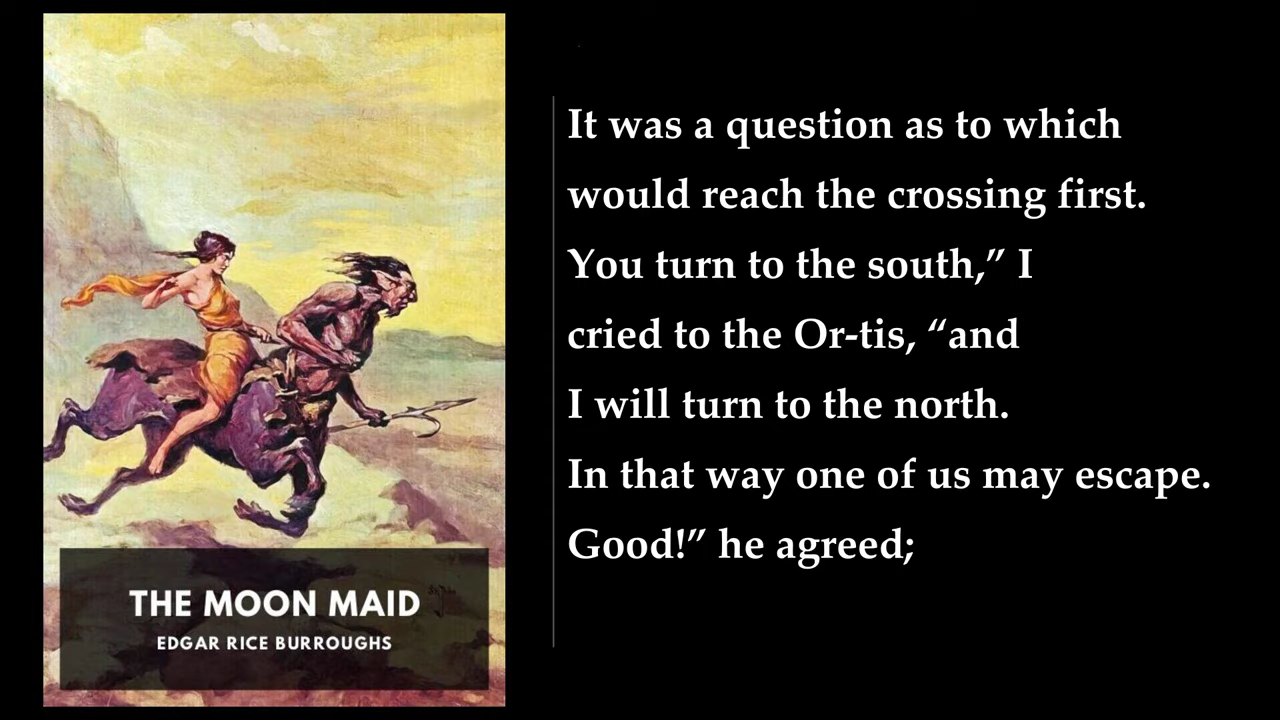 THE MOON MAID
EDGAR RICE BURROUGHS
It was a question as to which
would reach the crossing first.
You turn to the south,” I
cried to the Or-tis, “and
I will turn to the north.
In that way one of us may escape.
Good!” he agreed;